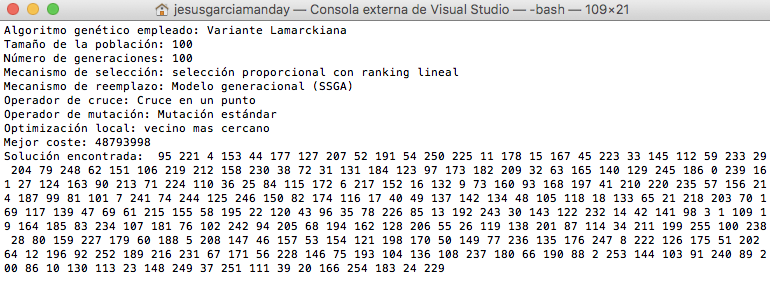 jesusgarciamanday — Consola externa de Visual Studio — -bash — 109×21
Algoritmo genético empleado: Variante Lamarckiana
Tamaño de la población: 100
Número de generaciones: 100
Mecanismo de selección: selección proporcional con ranking lineal
Mecanismo de reemplazo: Modelo generacional (SSGA)
Operador de cruce: Cruce en un punto
Operador de mutación: Mutación estándar
Optimización local: vecino mas cercano
Mejor coste: 48793998
Solución encontrada:  95 221 4 153 44 177 127 207 52 191 54 250 225 11 178 15 167 45 223 33 145 112 59 233 29
 204 79 248 62 151 106 219 212 158 230 38 72 31 131 184 123 97 173 182 209 32 63 165 140 129 245 186 0 239 16
1 27 124 163 90 213 71 224 110 36 25 84 115 172 6 217 152 16 132 9 73 160 93 168 197 41 210 220 235 57 156 21
4 187 99 81 101 7 241 74 244 125 246 150 82 174 116 17 40 49 137 142 134 48 105 118 18 133 65 21 218 203 70 1
69 117 139 47 69 61 215 155 58 195 22 120 43 96 35 78 226 85 13 192 243 30 143 122 232 14 42 141 98 3 1 109 1
9 164 185 83 234 107 181 76 102 242 94 205 68 194 162 128 206 55 26 119 138 201 87 114 34 211 199 255 100 238
 28 80 159 227 179 60 188 5 208 147 46 157 53 154 121 198 170 50 149 77 236 135 176 247 8 222 126 175 51 202
64 12 196 92 252 189 216 231 67 171 56 228 146 75 193 104 136 108 237 180 66 190 88 2 253 144 103 91 240 89 2
00 86 10 130 113 23 148 249 37 251 111 39 20 166 254 183 24 229